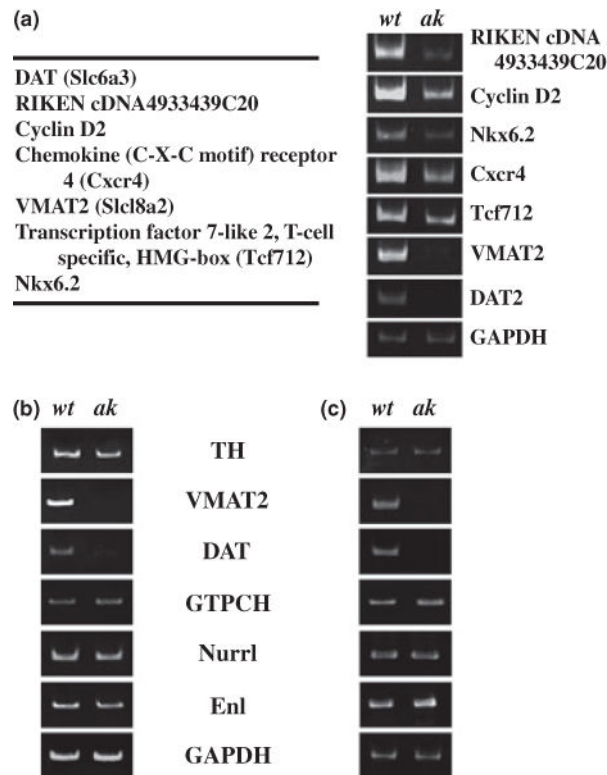 (a)
DAT (Slc6a3)
RIKEN cDNA4933439C20
Cyclin D2
Chemokine (C-X-C motif) receptor
4 (Cxcr4)
VMAT2 (Slcl8a2)
Transcription factor 7-like 2, T-cell
specific, HMG-box (Tcf712)
Nkx6.2
wt ak
RIKEN cDNA
4933439C20
Cyclin D2
Nkx6.2
Cxcr4
Tcf712
VMAT2
DAT2
GAPDH
(b) wt ak
(c) wt ak
TH
VMAT2
DAT
GTPCH
Nurrl
Enl
GAPDH